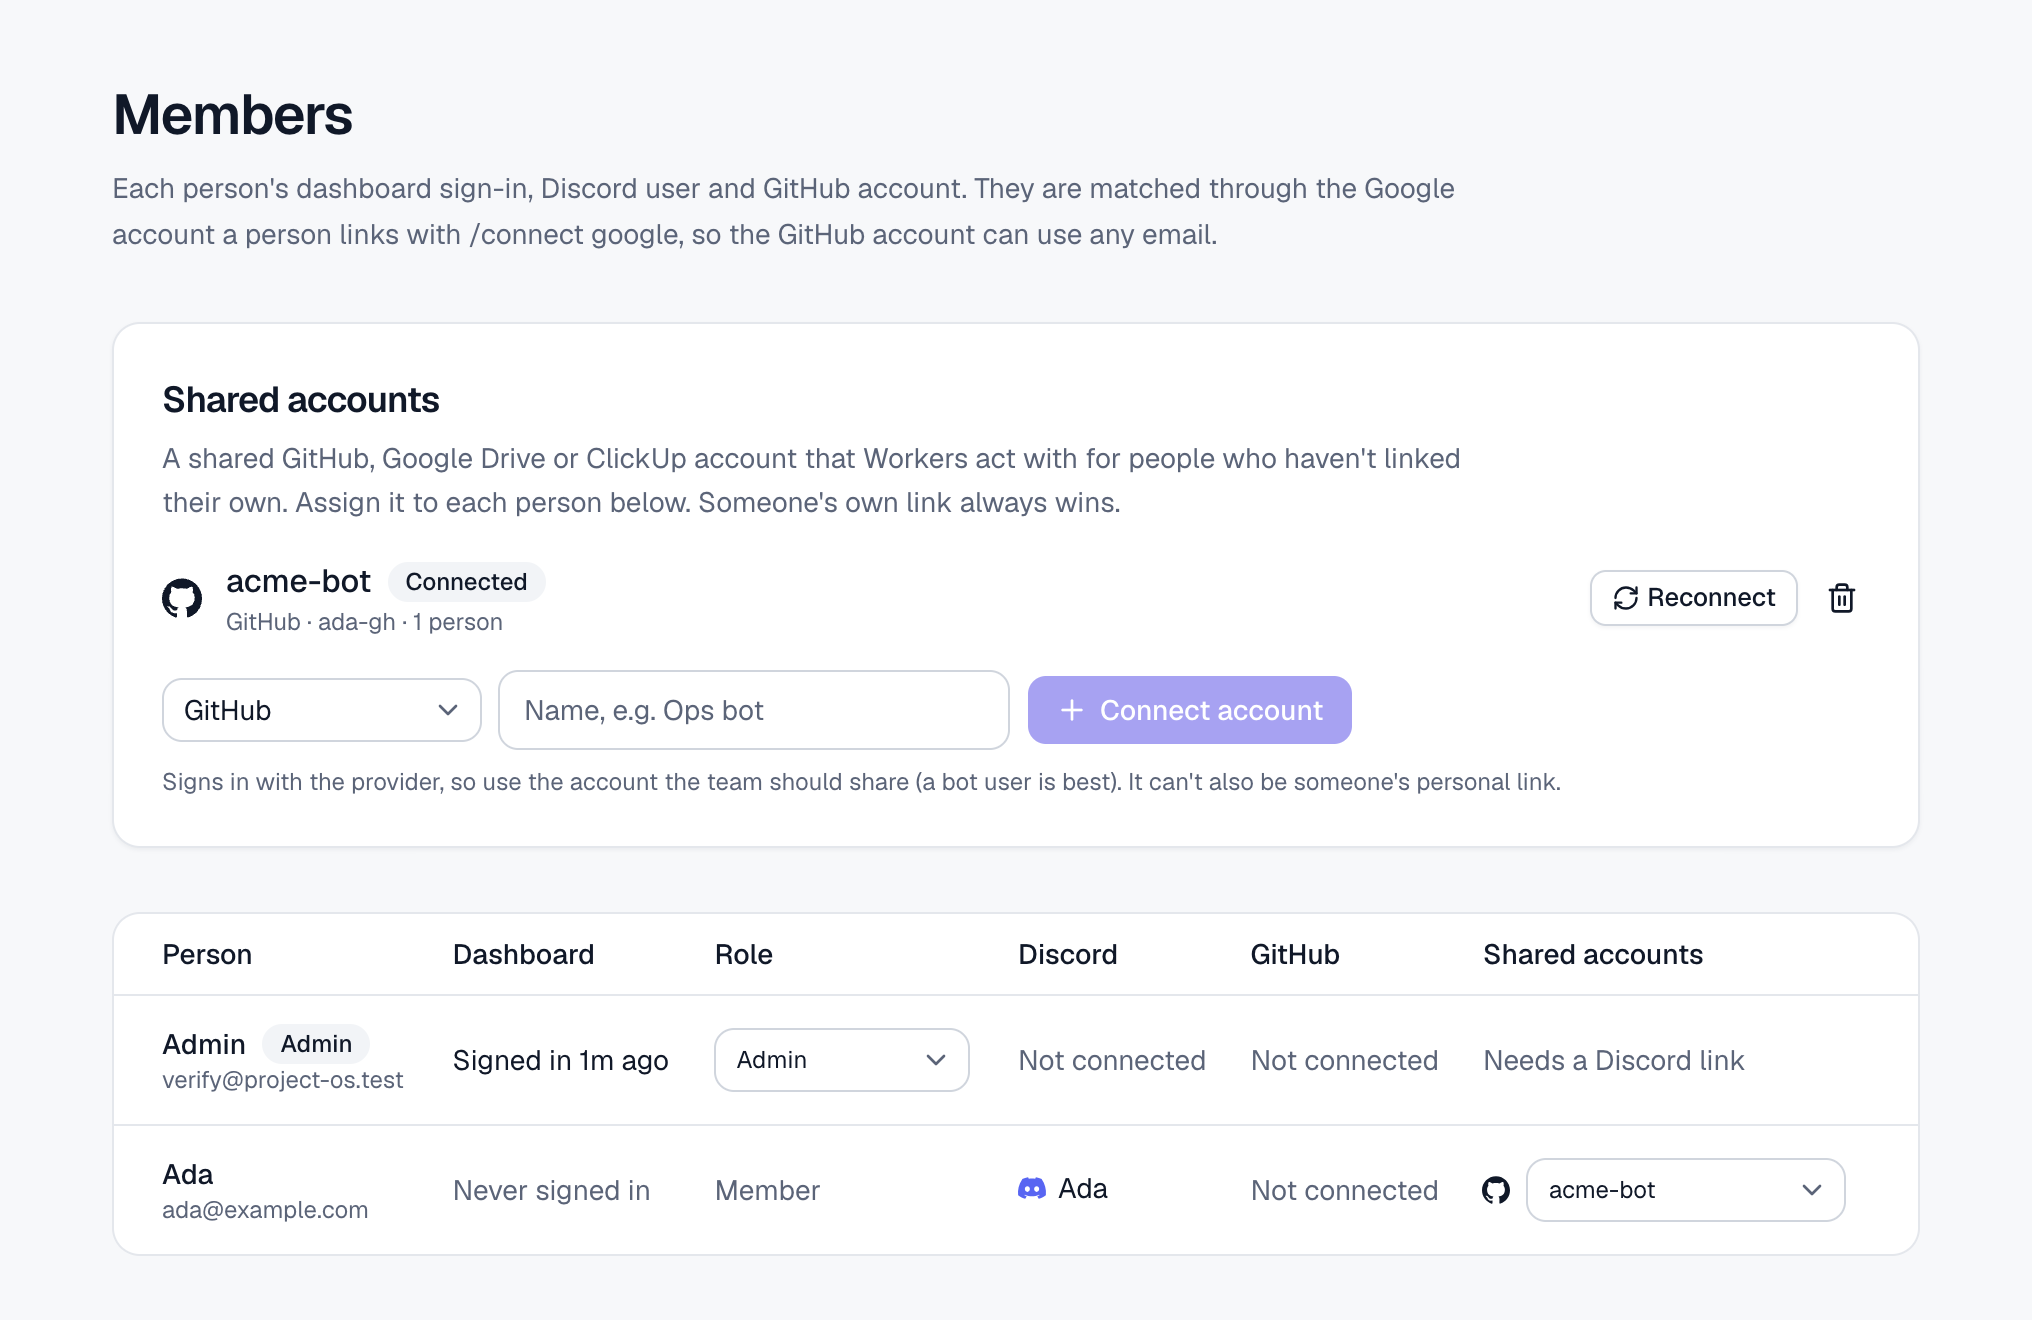 Members
Each person's dashboard sign-in, Discord user and GitHub account. They are matched through the Google
account a person links with /connect google, so the GitHub account can use any email.
Shared accounts
A shared GitHub, Google Drive or ClickUp account that Workers act with for people who haven't linked
their own. Assign it to each person below. Someone's own link always wins.
acme-bot Connected
GitHub · ada-gh · 1 person
Reconnect
GitHub Name, e.g. Ops bot + Connect account
Signs in with the provider, so use the account the team should share (a bot user is best). It can't also be someone's personal link.
Person Dashboard Role Discord GitHub Shared accounts
Admin Admin
verify@project-os.test
Signed in 1m ago Admin Not connected Not connected Needs a Discord link
Ada
ada@example.com
Never signed in Member Ada Not connected acme-bot